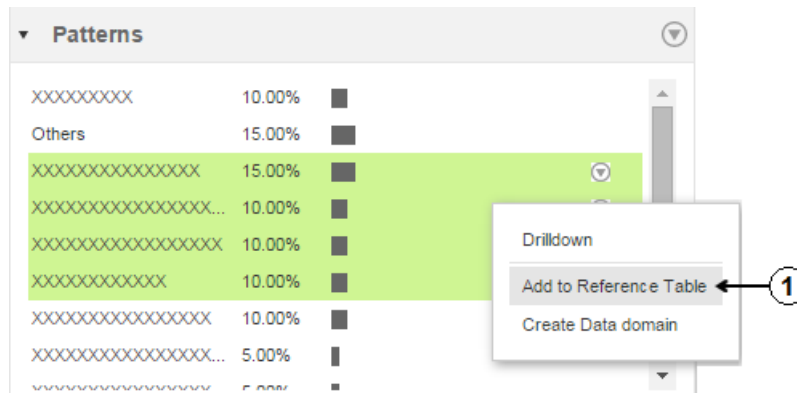 Patterns
XXXXXXXXX 10.00%
Others 15.00%
XXXXXXXXXXXXXXX 15.00%
XXXXXXXXXXXXXXXX... 10.00%
XXXXXXXXXXXXXXXXX 10.00%
XXXXXXXXXXXX 10.00%
XXXXXXXXXXXXXXXX 10.00%
XXXXXXXXXXXXXXXX... 5.00%
Drilldown
Add to Reference Table
1
Create Data domain